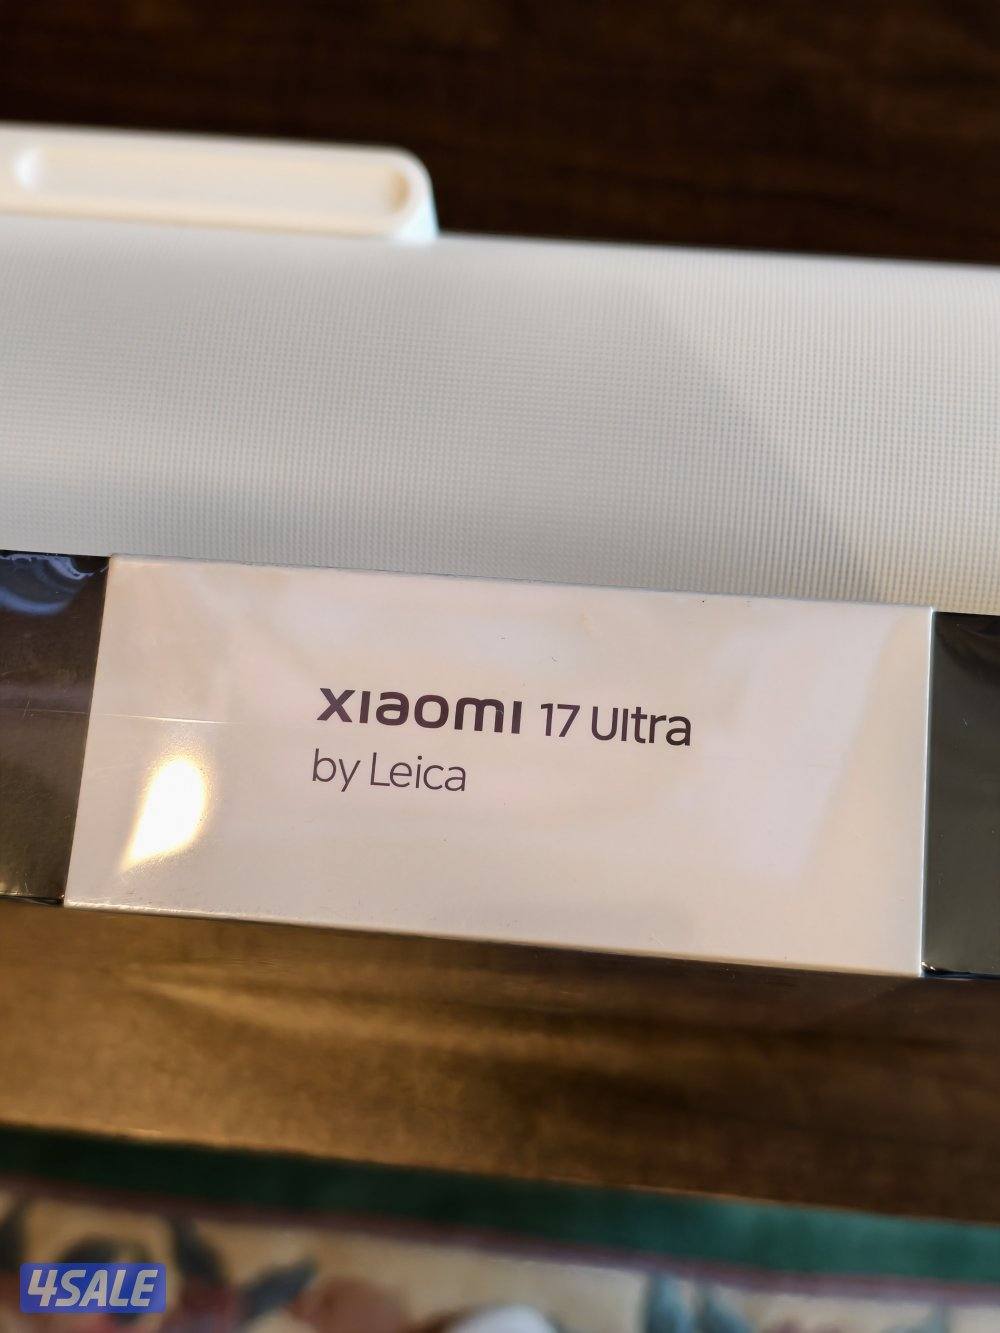 xiaomi 17 Ultra
by Leica
4SALE